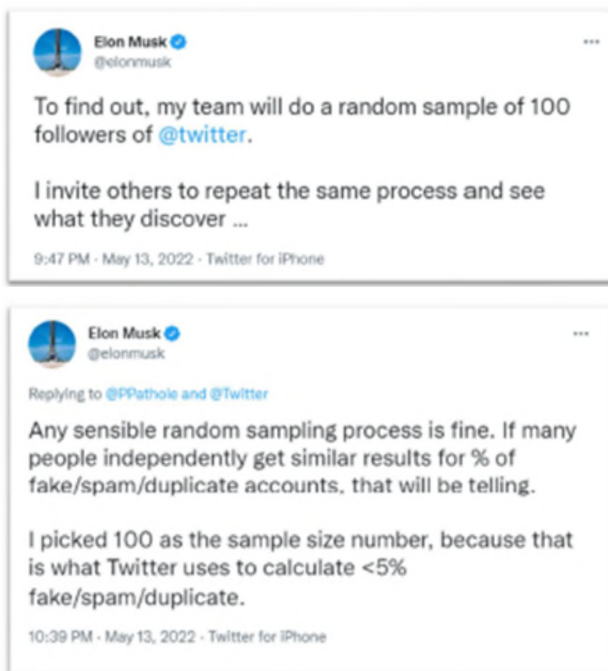 Elon Musk
@elonmusk
To find out, my team will do a random sample of 100
followers of @twitter.
I invite others to repeat the same process and see
what they discover ...
9:47 PM · May 13, 2022 · Twitter for iPhone
Elon Musk
@elonmusk
Replying to @PPathole and @Twitter
Any sensible random sampling process is fine. If many
people independently get similar results for % of
fake/spam/duplicate accounts, that will be telling.
I picked 100 as the sample size number, because that
is what Twitter uses to calculate <5%
fake/spam/duplicate.
10:39 PM · May 13, 2022 · Twitter for iPhone